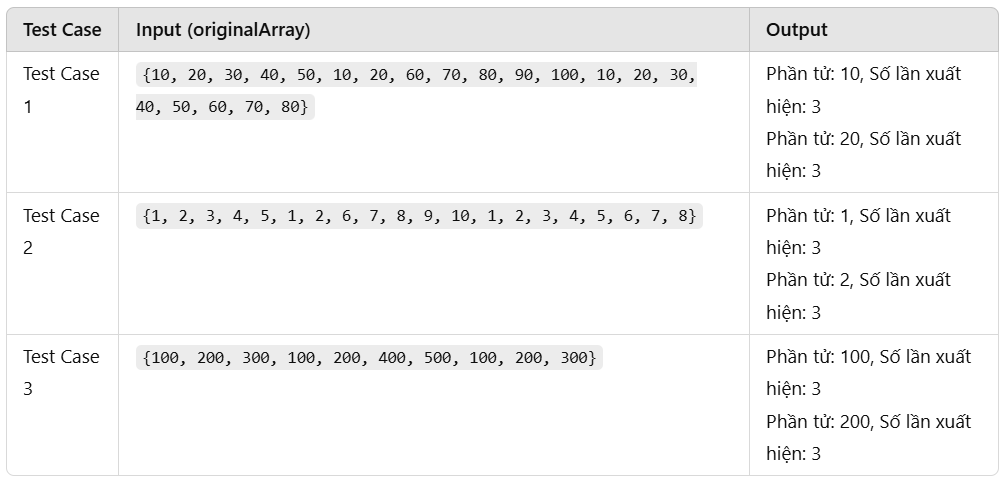 Test Case Input (originalArray) Output
Test Case
1
{10, 20, 30, 40, 50, 10, 20, 60, 70, 80, 90, 100, 10, 20, 30,
40, 50, 60, 70, 80}
Phần tử: 10, Số lần xuất
hiện: 3
Phần tử: 20, Số lần xuất
hiện: 3
Test Case
2
{1, 2, 3, 4, 5, 1, 2, 6, 7, 8, 9, 10, 1, 2, 3, 4, 5, 6, 7, 8}
Phần tử: 1, Số lần xuất
hiện: 3
Phần tử: 2, Số lần xuất
hiện: 3
Test Case
3
{100, 200, 300, 100, 200, 400, 500, 100, 200, 300}
Phần tử: 100, Số lần xuất
hiện: 3
Phần tử: 200, Số lần xuất
hiện: 3